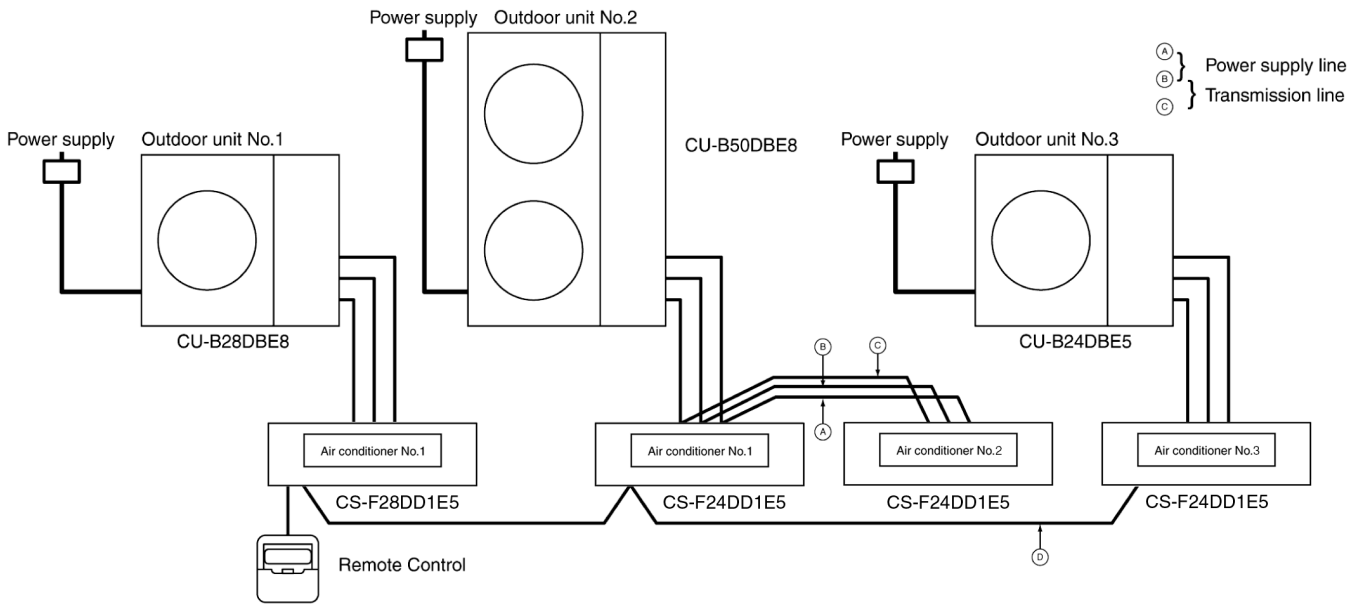 Power supply Outdoor unit No.2
A
B
C
Power supply line
Transmission line
Power supply Outdoor unit No.1
CU-B50DBE8
Power supply Outdoor unit No.3
CU-B28DBE8
CU-B24DBE5
B
C
A
Air conditioner No.1
Air conditioner No.1
Air conditioner No.2
Air conditioner No.3
CS-F28DD1E5
CS-F24DD1E5
CS-F24DD1E5
CS-F24DD1E5
D
Remote Control